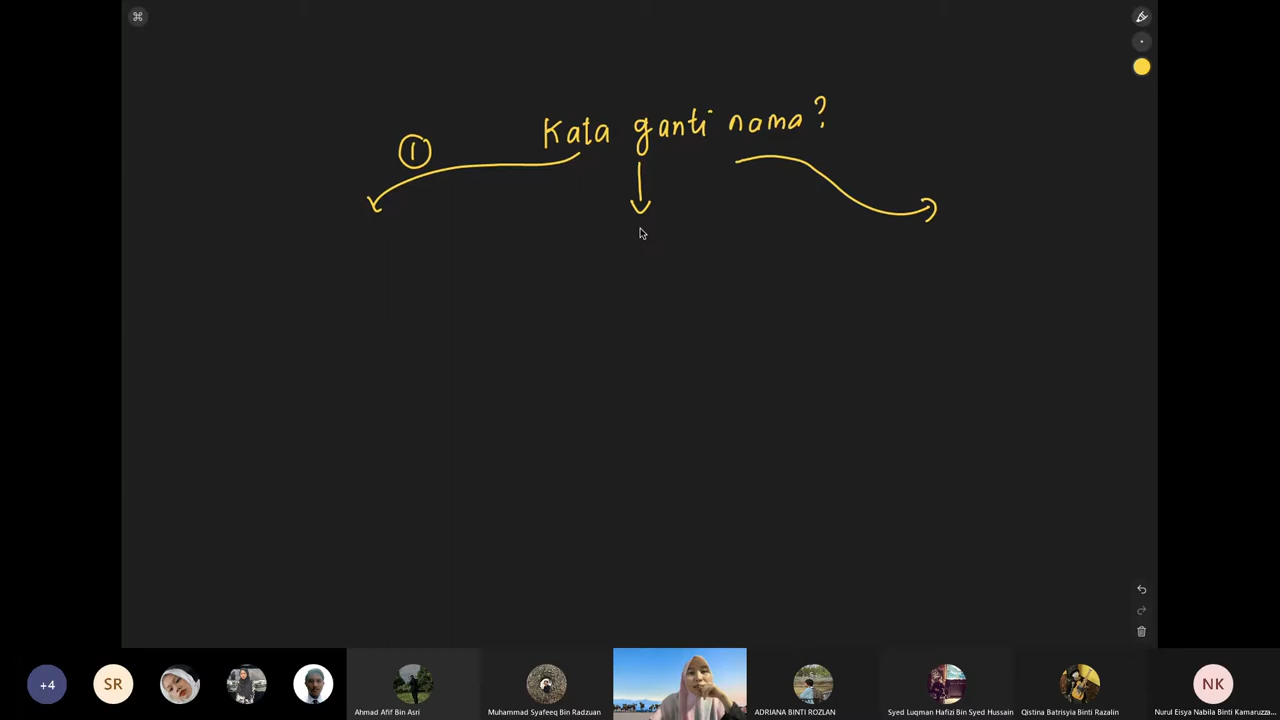 Kata ganti nama?
1
+4
SR
Ahmad Afif Bin Asri
Muhammad Syafeeq Bin Radzuan
ADRIANA BINTI ROZLAN
Syed Luqman Hafizi Bin Syed Hussain
Qistina Batrisyia Binti Razalin
NK
Nurul Eisya Nabila Binti Kamaruzza...